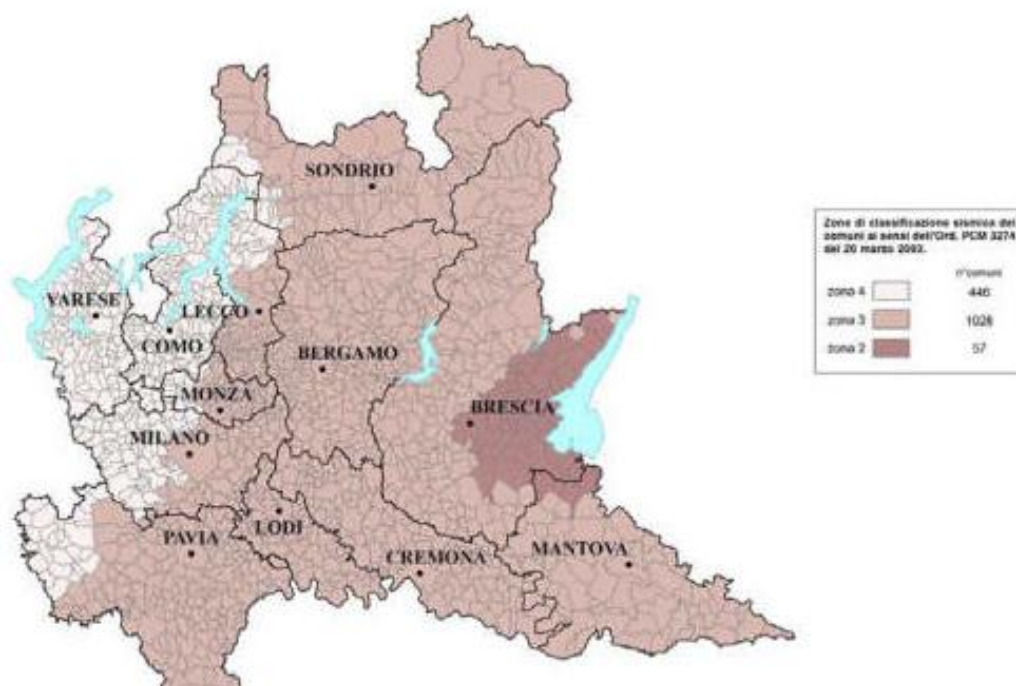 SONDRIO
VARESE
LECCO
COMO
BERGAMO
MONZA
BRESCIA
MILANO
PAVIA
LODI
CREMONA
MANTOVA
Zone di classificazione sismica dei
comuni ai sensi dell'Ord. PCM 3274
del 20 marzo 2003.
n°comuni
zona 4 446
zona 3 1028
zona 2 57